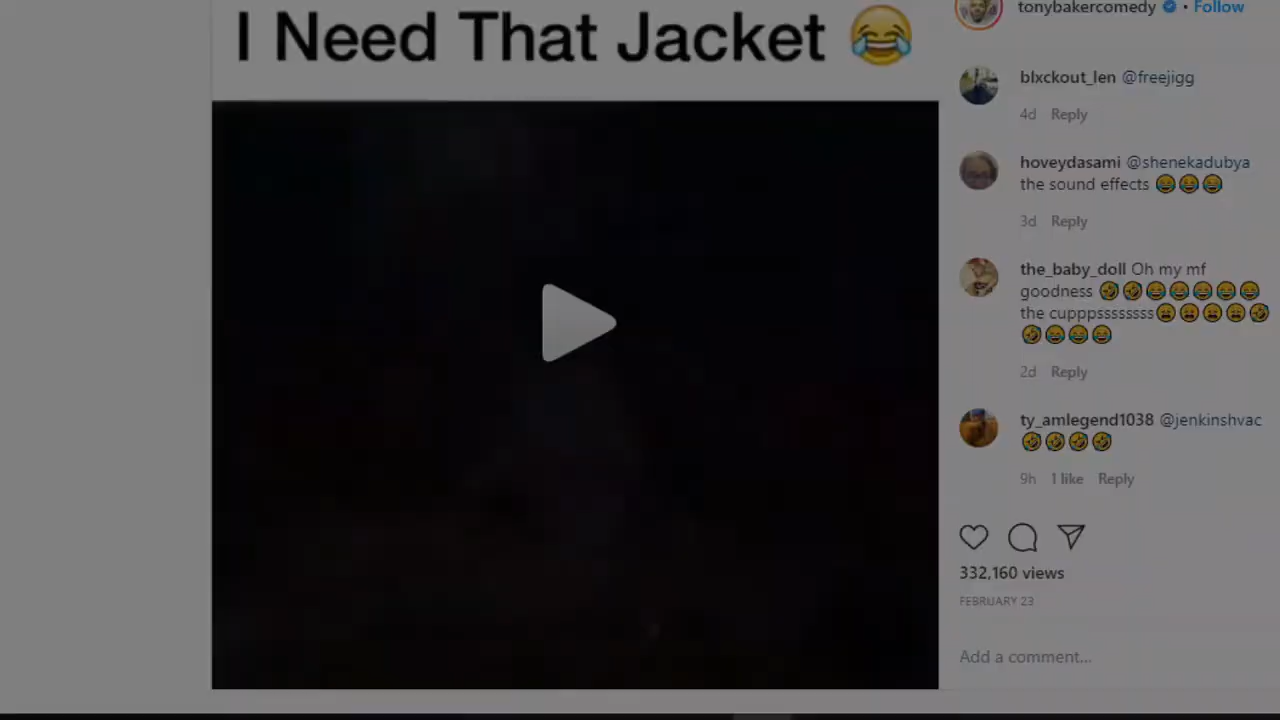 I Need That Jacket 😂
tonybakercomedy • Follow
blxckout_len @freejigg
4d Reply
hoveydasami @shenekadubya
the sound effects 😂😂😂
3d Reply
the_baby_doll Oh my mf
goodness 🤣🤣😂😂😂😂😂
the cupppssssssss😩😩😩😩🤣
🤣😂😂😂
2d Reply
ty_amlegend1038 @jenkinshvac
🤣🤣🤣🤣
9h 1 like Reply
332,160 views
FEBRUARY 23
Add a comment...